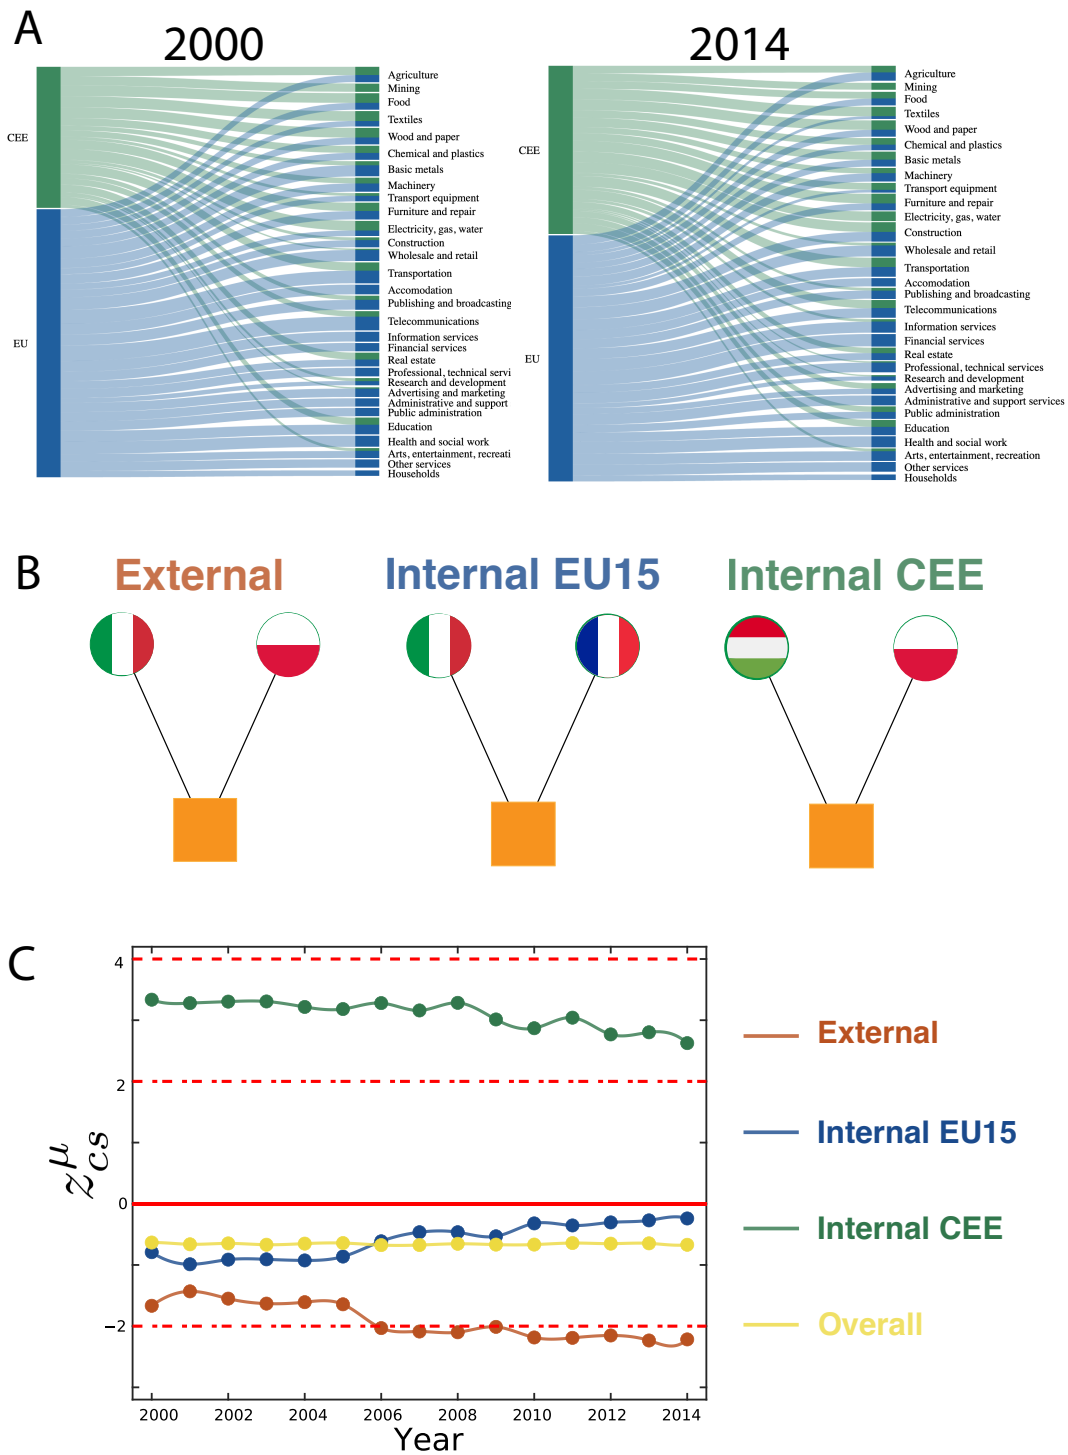 A
2000
2014
CEE
EU
Agriculture
Mining
Food
Textiles
Wood and paper
Chemical and plastics
Basic metals
Machinery
Transport equipment
Furniture and repair
Electricity, gas, water
Construction
Wholesale and retail
Transportation
Accomodation
Publishing and broadcasting
Telecommunications
Information services
Financial services
Real estate
Professional, technical servi
Research and development
Advertising and marketing
Administrative and support
Public administration
Education
Health and social work
Arts, entertainment, recreati
Other services
Households
CEE
EU
Agriculture
Mining
Food
Textiles
Wood and paper
Chemical and plastics
Basic metals
Machinery
Transport equipment
Furniture and repair
Electricity, gas, water
Construction
Wholesale and retail
Transportation
Accomodation
Publishing and broadcasting
Telecommunications
Information services
Financial services
Real estate
Professional, technical services
Research and development
Advertising and marketing
Administrative and support services
Public administration
Education
Health and social work
Arts, entertainment, recreation
Other services
Households
B
External
Internal EU15
Internal CEE
C
4
2
0
−2
z^μ_cs
2000 2002 2004 2006 2008 2010 2012 2014
Year
External
Internal EU15
Internal CEE
Overall